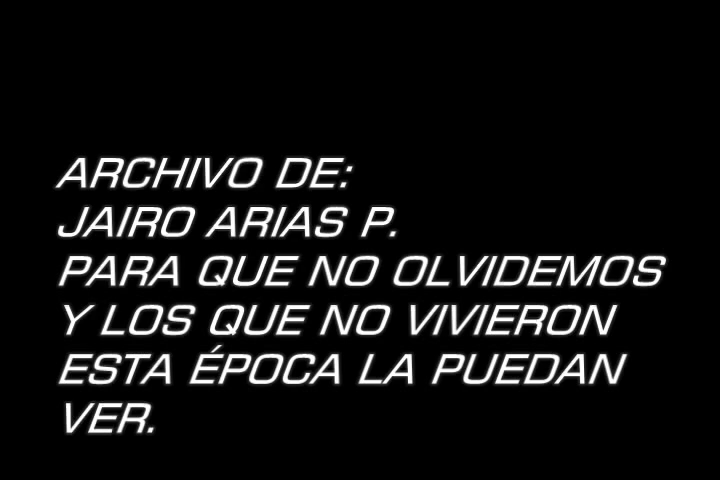 ARCHIVO DE:
JAIRO ARIAS P.
PARA QUE NO OLVIDEMOS
Y LOS QUE NO VIVIERON
ESTA ÉPOCA LA PUEDAN
VER.